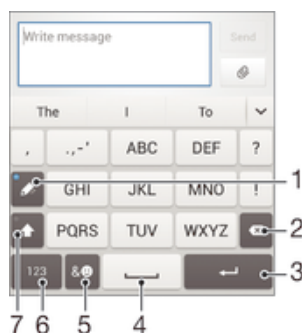 Write message
Send
The I To
, .,-' ABC DEF ?
1
GHI JKL MNO !
PQRS TUV WXYZ 2
123 & 3
7 6 5 4